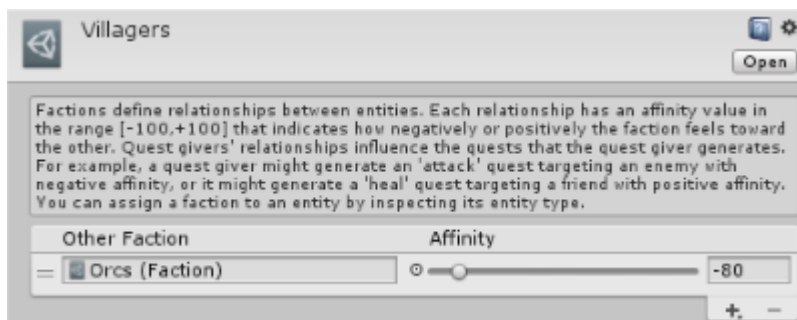 Villagers
Open
Factions define relationships between entities. Each relationship has an affinity value in
the range [-100,+100] that indicates how negatively or positively the faction feels toward
the other. Quest givers' relationships influence the quests that the quest giver generates.
For example, a quest giver might generate an 'attack' quest targeting an enemy with
negative affinity, or it might generate a 'heal' quest targeting a friend with positive affinity.
You can assign a faction to an entity by inspecting its entity type.
Other Faction Affinity
Orcs (Faction) -80